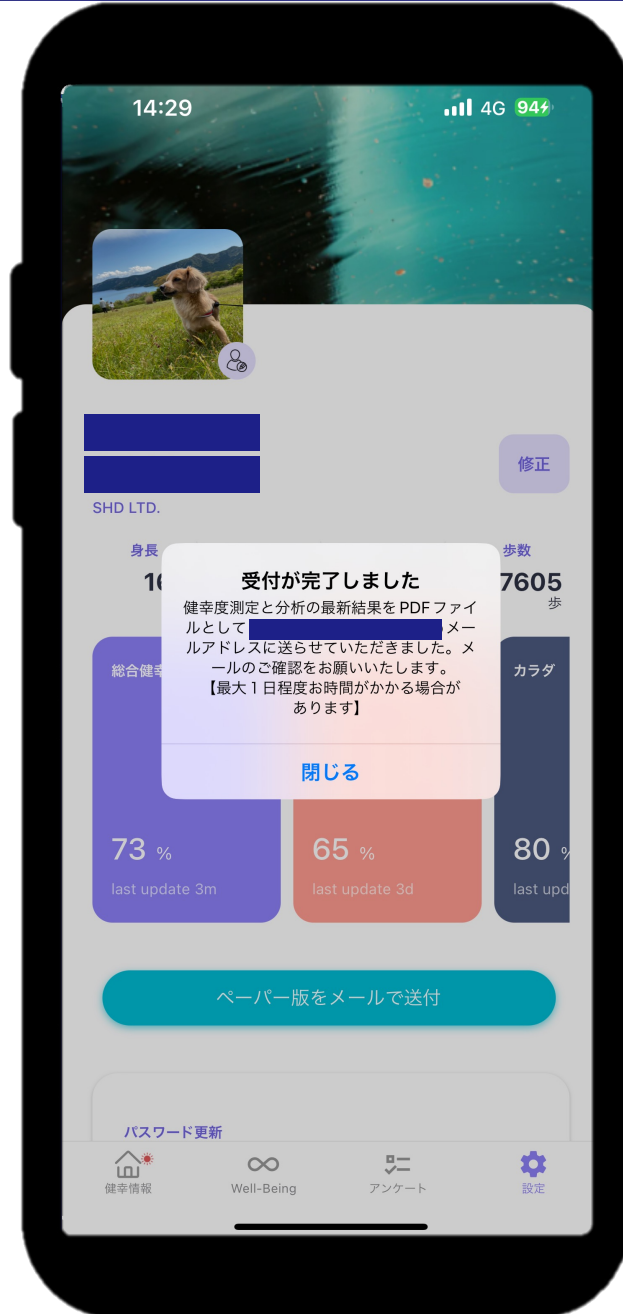 14:29
4G 94
修正
SHD LTD.
身長
歩数
16
7605
歩
受付が完了しました
健幸度測定と分析の最新結果をPDFファイ
ルとして メー
ルアドレスに送らせていただきました。メ
ールのご確認をお願いいたします。
【最大1日程度お時間がかかる場合が
あります】
閉じる
総合健幸
カラダ
73 %
65 %
80 %
last update 3m
last update 3d
last upd
ペーパー版をメールで送付
パスワード更新
健幸情報
Well-Being
アンケート
設定